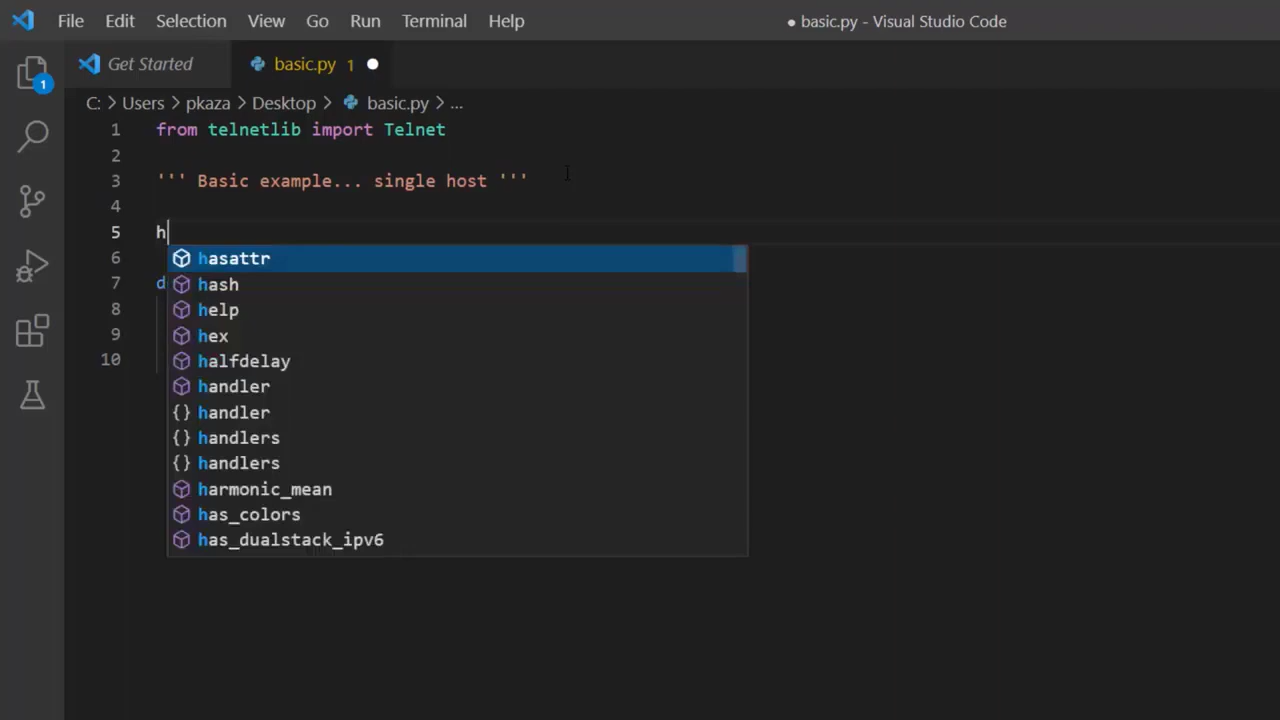 File Edit Selection View Go Run Terminal Help ● basic.py - Visual Studio Code
Get Started basic.py 1 ●
1
C: > Users > pkaza > Desktop > basic.py > ...
1 from telnetlib import Telnet
2
3 ''' Basic example... single host '''
4
5 h
6 hasattr
hash
7 d
8 help
9 hex
10 halfdelay
handler
{} handler
{} handlers
{} handlers
harmonic_mean
has_colors
has_dualstack_ipv6